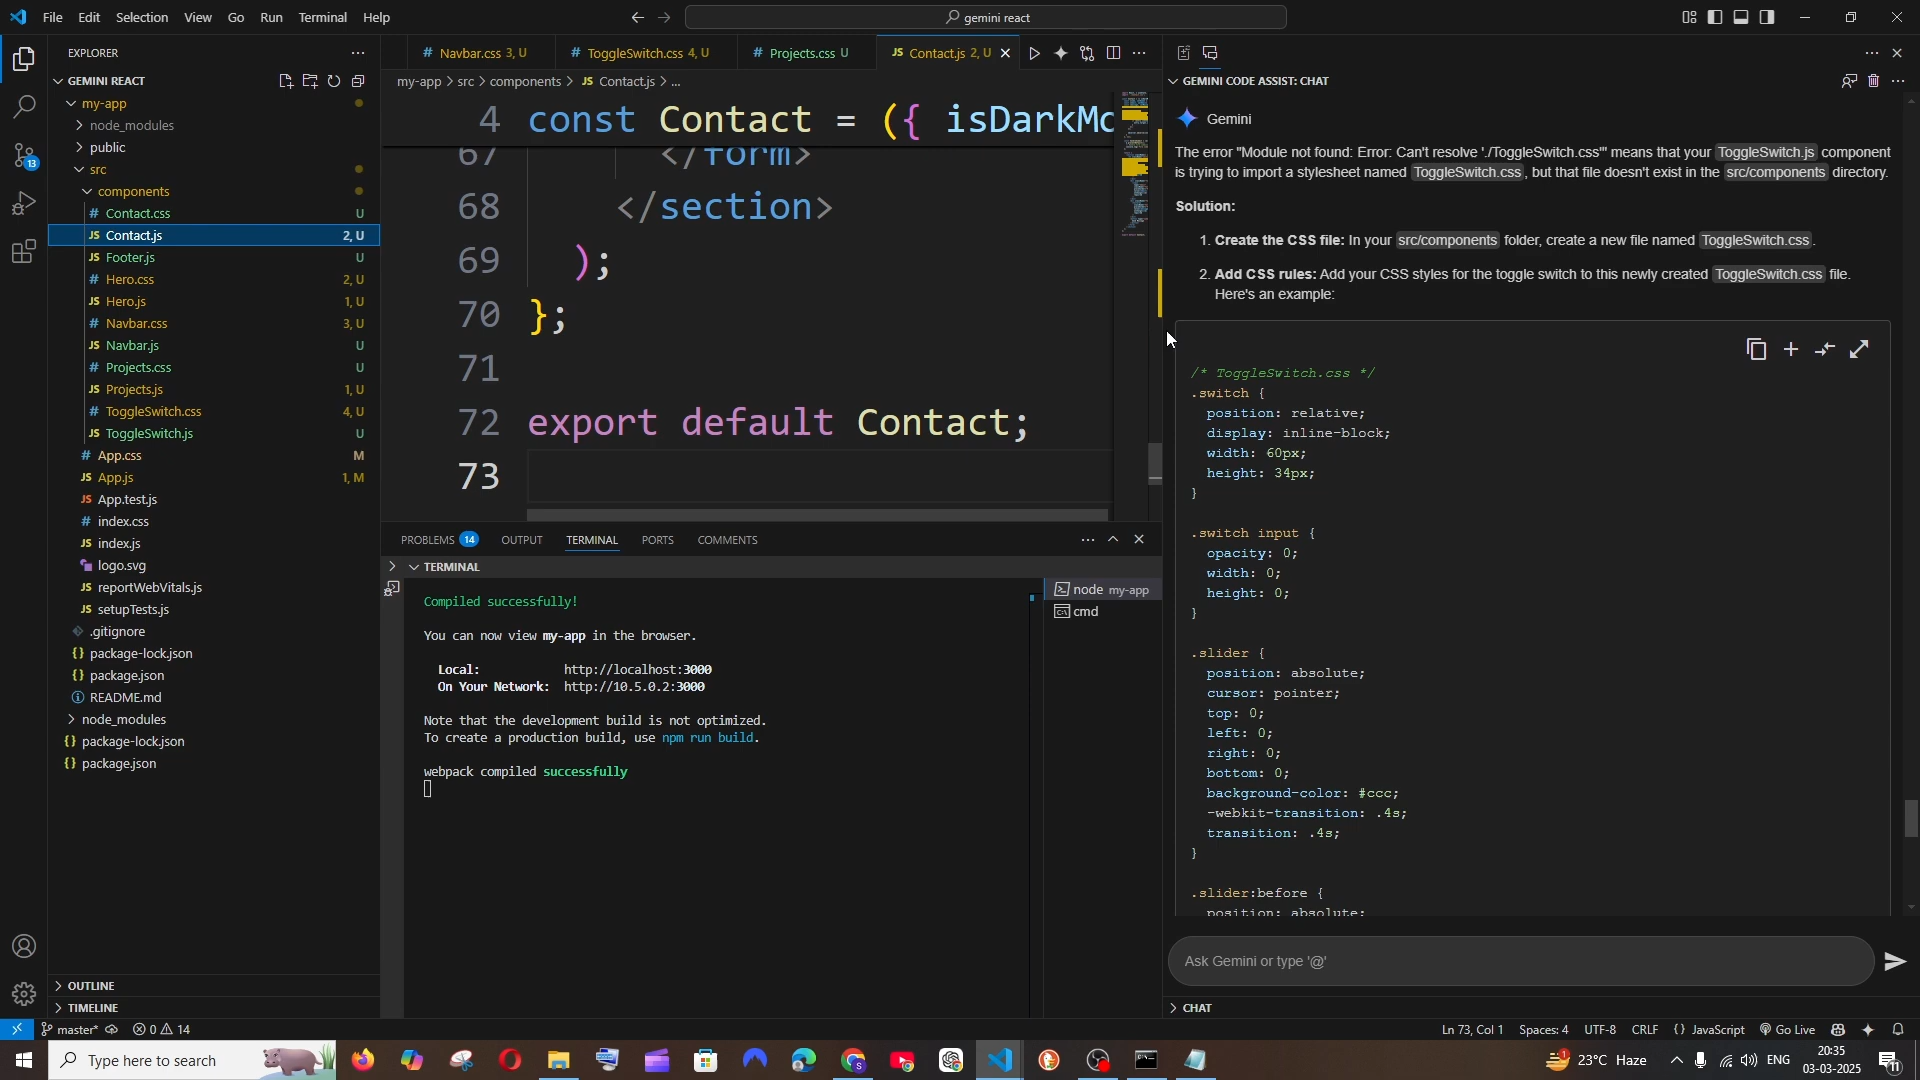 File Edit Selection View Go Run Terminal Help
gemini react
EXPLORER
GEMINI REACT
my-app
node_modules
public
src
components
# Contact.css U
JS Contact.js 2, U
JS Footer.js U
# Hero.css 2, U
JS Hero.js 1, U
# Navbar.css 3, U
JS Navbar.js U
# Projects.css U
JS Projects.js 1, U
# ToggleSwitch.css 4, U
JS ToggleSwitch.js U
# App.css M
JS App.js 1, M
JS App.test.js
# index.css
JS index.js
logo.svg
JS reportWebVitals.js
JS setupTests.js
.gitignore
{} package-lock.json
{} package.json
README.md
node_modules
{} package-lock.json
{} package.json
OUTLINE
TIMELINE
# Navbar.css 3, U
# ToggleSwitch.css 4, U
# Projects.css U
JS Contact.js 2, U
my-app > src > components > JS Contact.js > ...
4 const Contact = ({ isDarkMo
67 </form>
68 </section>
69 );
70 };
71
72 export default Contact;
73
PROBLEMS 14 OUTPUT TERMINAL PORTS COMMENTS
TERMINAL
Compiled successfully!
You can now view my-app in the browser.
Local: http://localhost:3000
On Your Network: http://10.5.0.2:3000
Note that the development build is not optimized.
To create a production build, use npm run build.
webpack compiled successfully
node my-app
cmd
GEMINI CODE ASSIST: CHAT
Gemini
The error "Module not found: Error: Can't resolve './ToggleSwitch.css'" means that your ToggleSwitch.js component
is trying to import a stylesheet named ToggleSwitch.css, but that file doesn't exist in the src/components directory.
Solution:
1. Create the CSS file: In your src/components folder, create a new file named ToggleSwitch.css.
2. Add CSS rules: Add your CSS styles for the toggle switch to this newly created ToggleSwitch.css file.
Here's an example:
/* ToggleSwitch.css */
.switch {
position: relative;
display: inline-block;
width: 60px;
height: 34px;
}
.switch input {
opacity: 0;
width: 0;
height: 0;
}
.slider {
position: absolute;
cursor: pointer;
top: 0;
left: 0;
right: 0;
bottom: 0;
background-color: #ccc;
-webkit-transition: .4s;
transition: .4s;
}
.slider:before {
position: absolute;
Ask Gemini or type '@'
CHAT
13
master* 0 14
Ln 73, Col 1 Spaces: 4 UTF-8 CRLF {} JavaScript Go Live
Type here to search
23°C Haze
ENG
20:35
03-03-2025
11